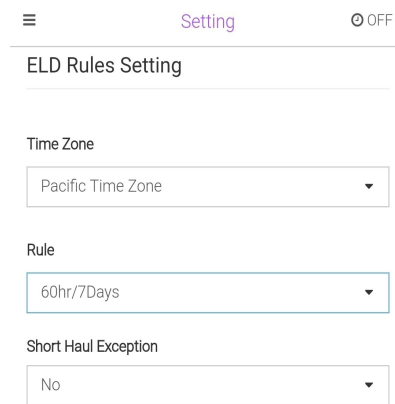 Setting
OFF
ELD Rules Setting
Time Zone
Pacific Time Zone
Rule
60hr/7Days
Short Haul Exception
No